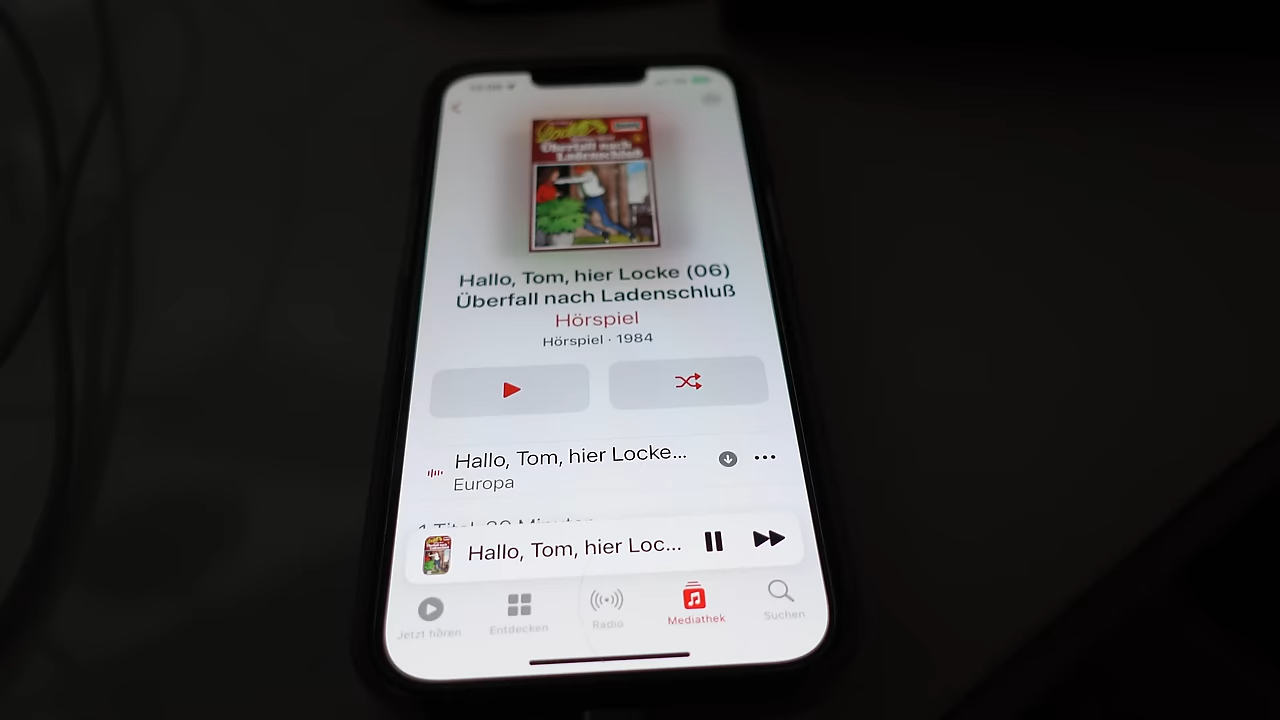 Überfall nach
Ladenschluß
Hallo, Tom, hier Locke (06)
Überfall nach Ladenschluß
Hörspiel
Hörspiel · 1984
Hallo, Tom, hier Locke...
Europa
Hallo, Tom, hier Loc...
Jetzt hören
Entdecken
Radio
Mediathek
Suchen